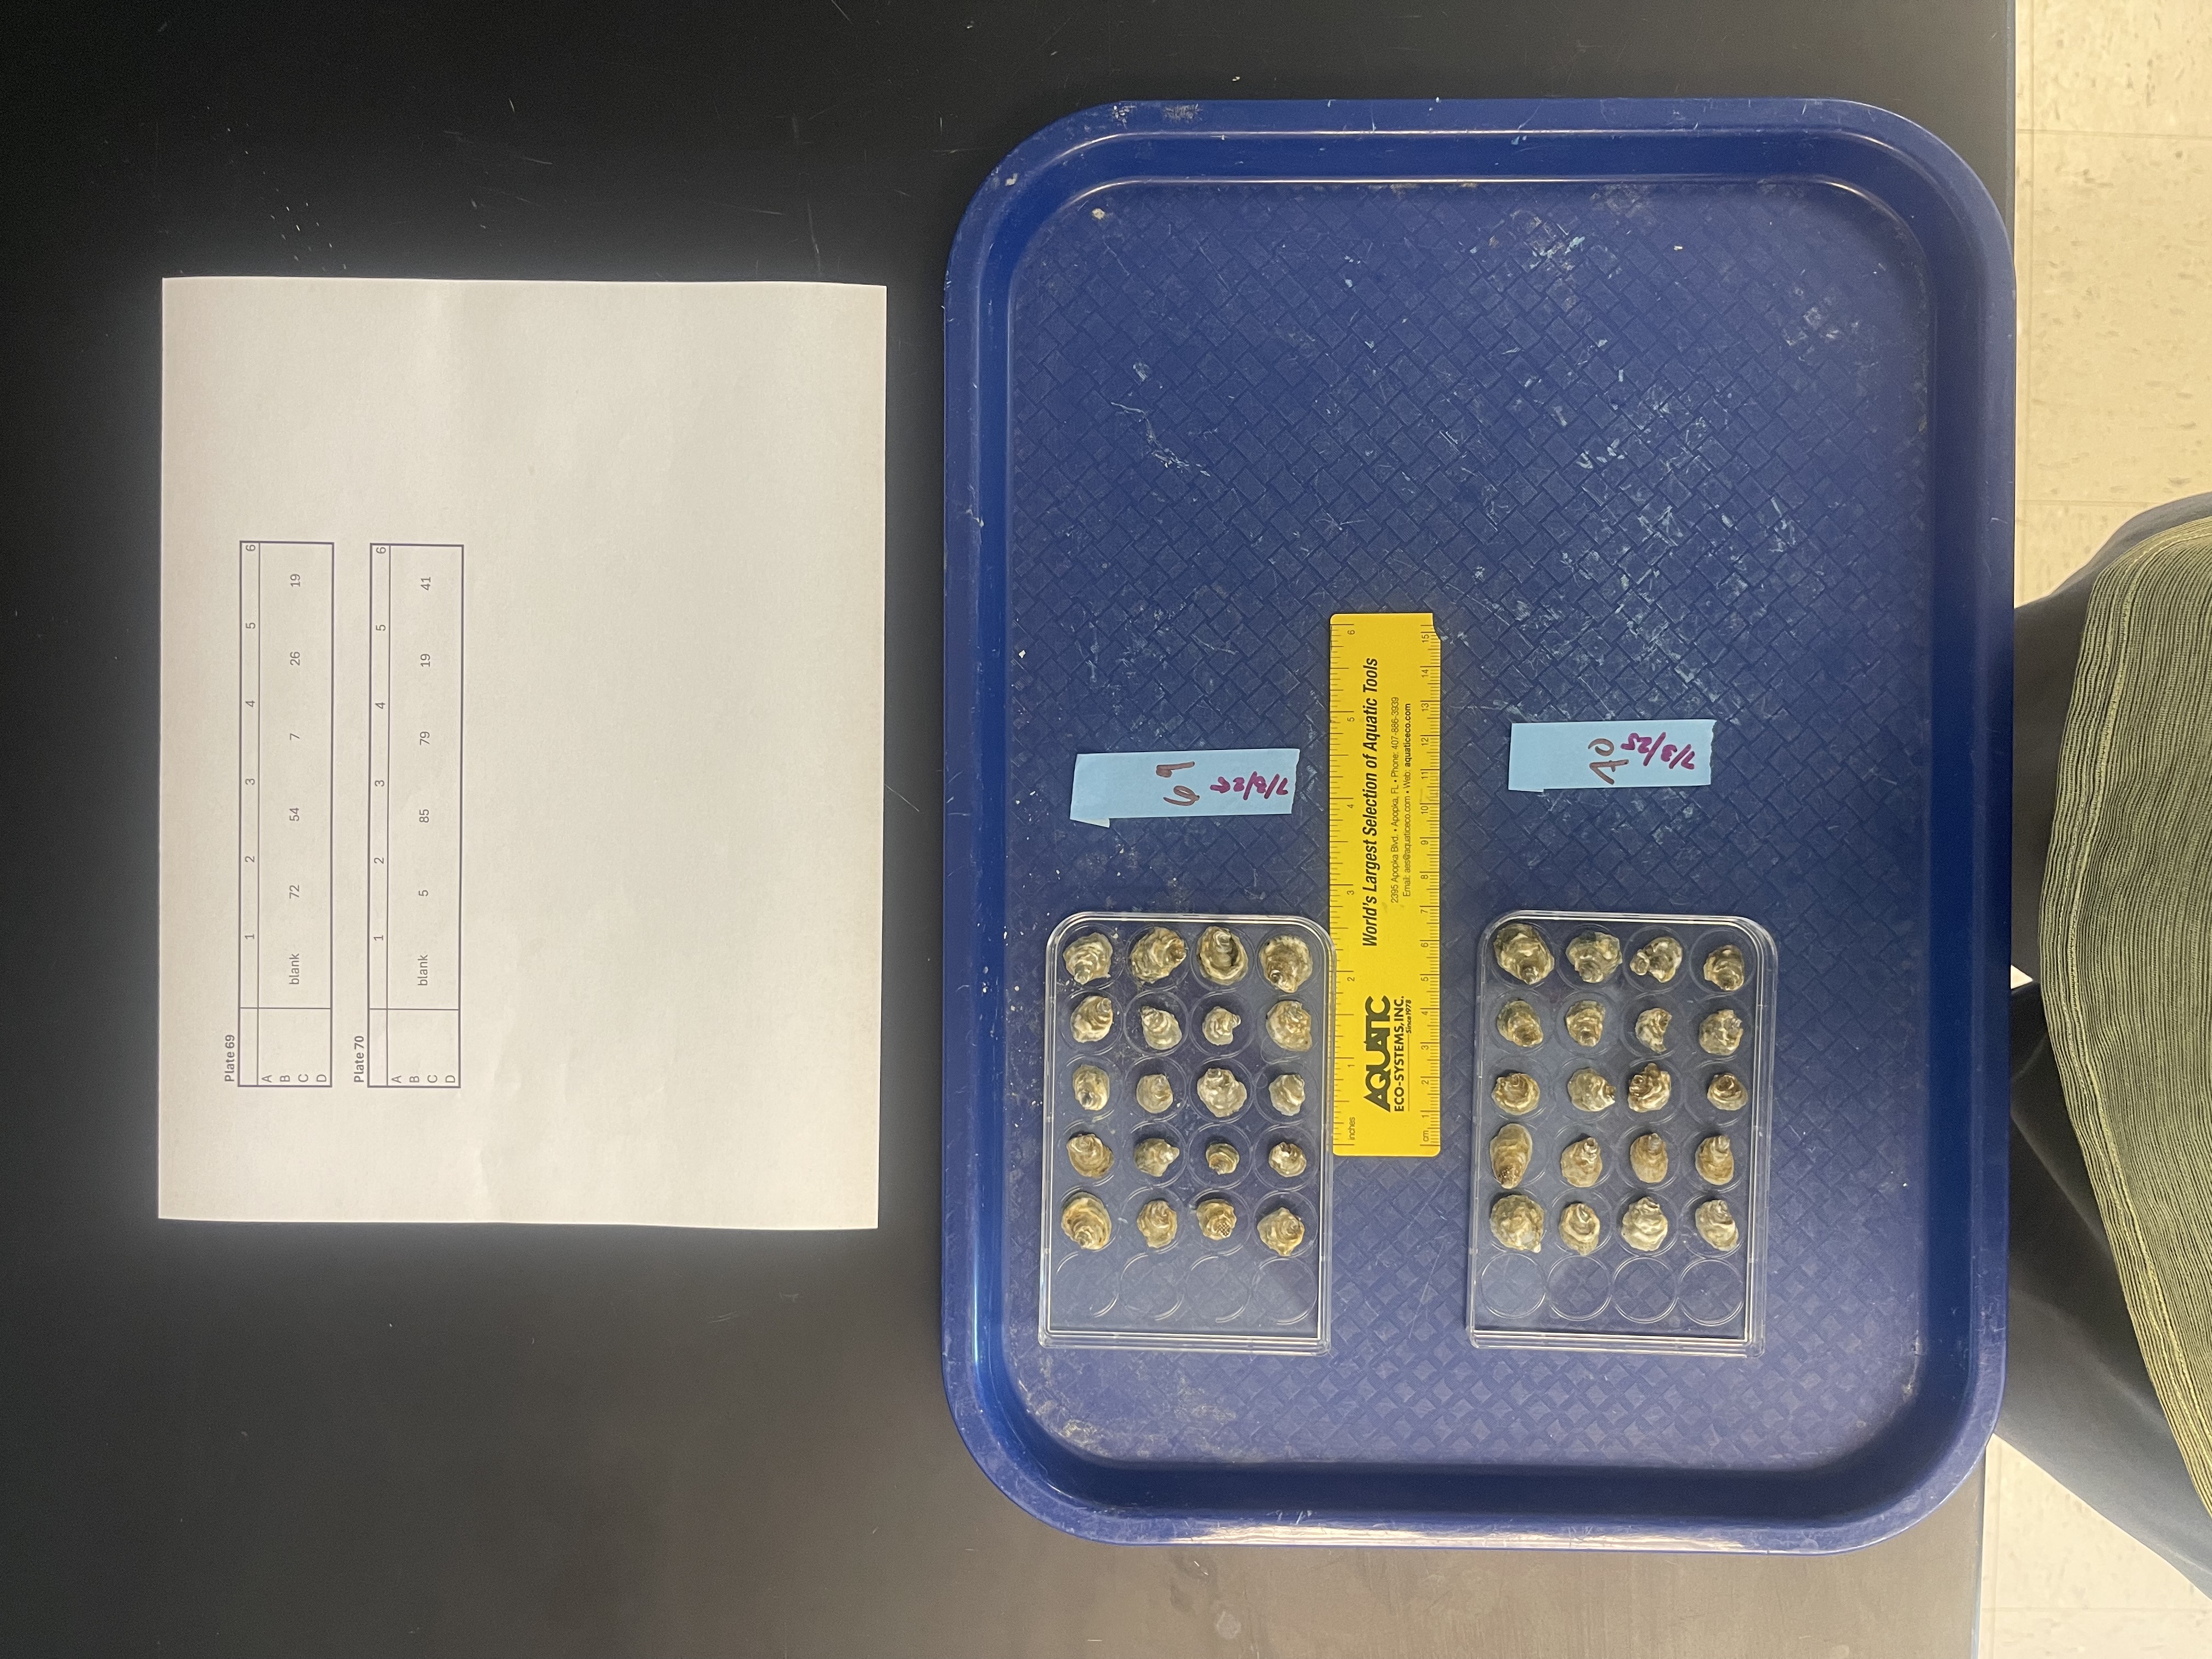 Plate 69
1 2 3 4 5 6
A
B
C
D
blank 72 54 7 26 19
Plate 70
1 2 3 4 5 6
A
B
C
D
blank 5 85 79 19 41
69
inches 1 2 3 4 5 6
AQUATIC
ECO-SYSTEMS, INC.
Since 1978
World's Largest Selection of Aquatic Tools
2395 Apopka Blvd. • Apopka, FL • Phone: 407-886-3939
Email: aes@aquaticeco.com • Web: aquaticeco.com
cm 1 2 3 4 5 6 7 8 9 10 11 12 13 14 15
70
7/3/25